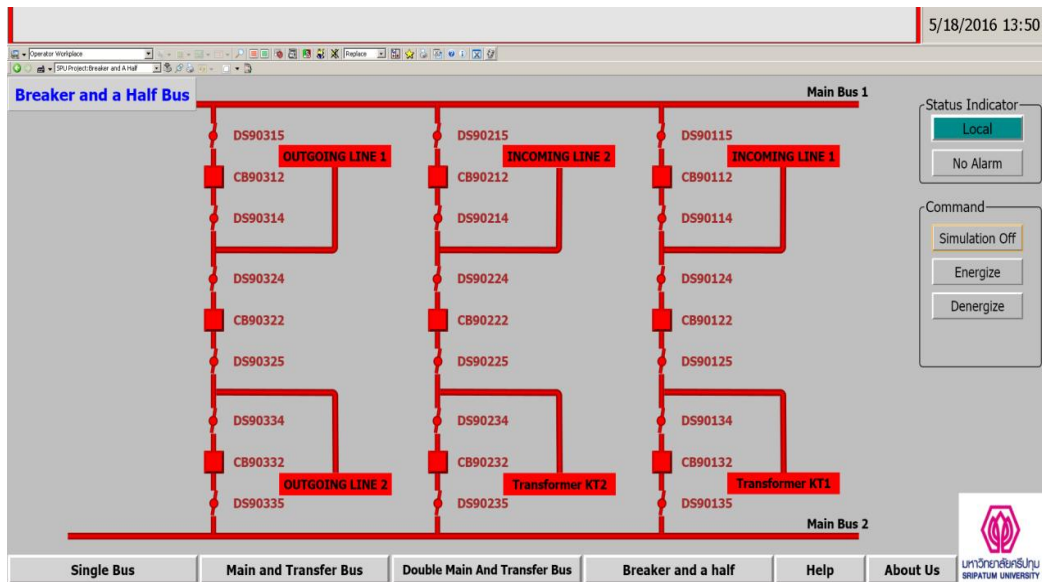 5/18/2016 13:50
Operator Workplace
Replace
SPU Project:Breaker and A Half
Breaker and a Half Bus
Main Bus 1
Status Indicator
Local
No Alarm
Command
Simulation Off
Energize
Denergize
DS90315 DS90215 DS90115
OUTGOING LINE 1 INCOMING LINE 2 INCOMING LINE 1
CB90312 CB90212 CB90112
DS90314 DS90214 DS90114
DS90324 DS90224 DS90124
CB90322 CB90222 CB90122
DS90325 DS90225 DS90125
DS90334 DS90234 DS90134
CB90332 CB90232 CB90132
OUTGOING LINE 2 Transformer KT2 Transformer KT1
DS90335 DS90235 DS90135
Main Bus 2
Single Bus Main and Transfer Bus Double Main And Transfer Bus Breaker and a half Help About Us
มหาวิทยาลัยศรีปทุม
SRIPATUM UNIVERSITY